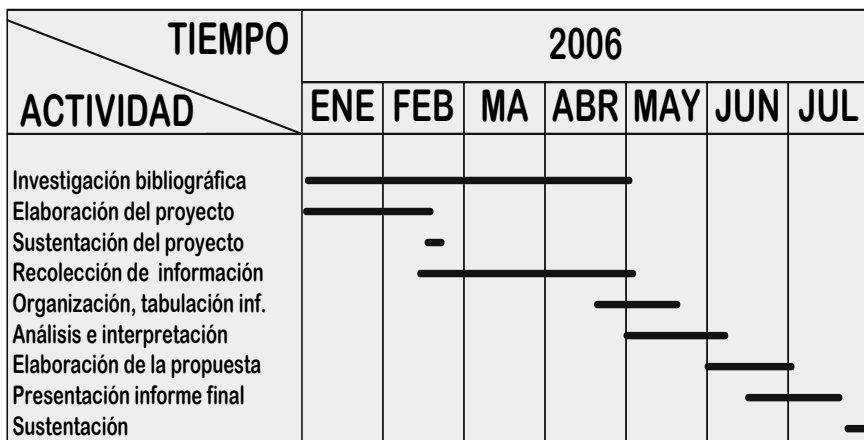 TIEMPO
2006
ACTIVIDAD
ENE FEB MA ABR MAY JUN JUL
Investigación bibliográfica
Elaboración del proyecto
Sustentación del proyecto
Recolección de información
Organización, tabulación inf.
Análisis e interpretación
Elaboración de la propuesta
Presentación informe final
Sustentación